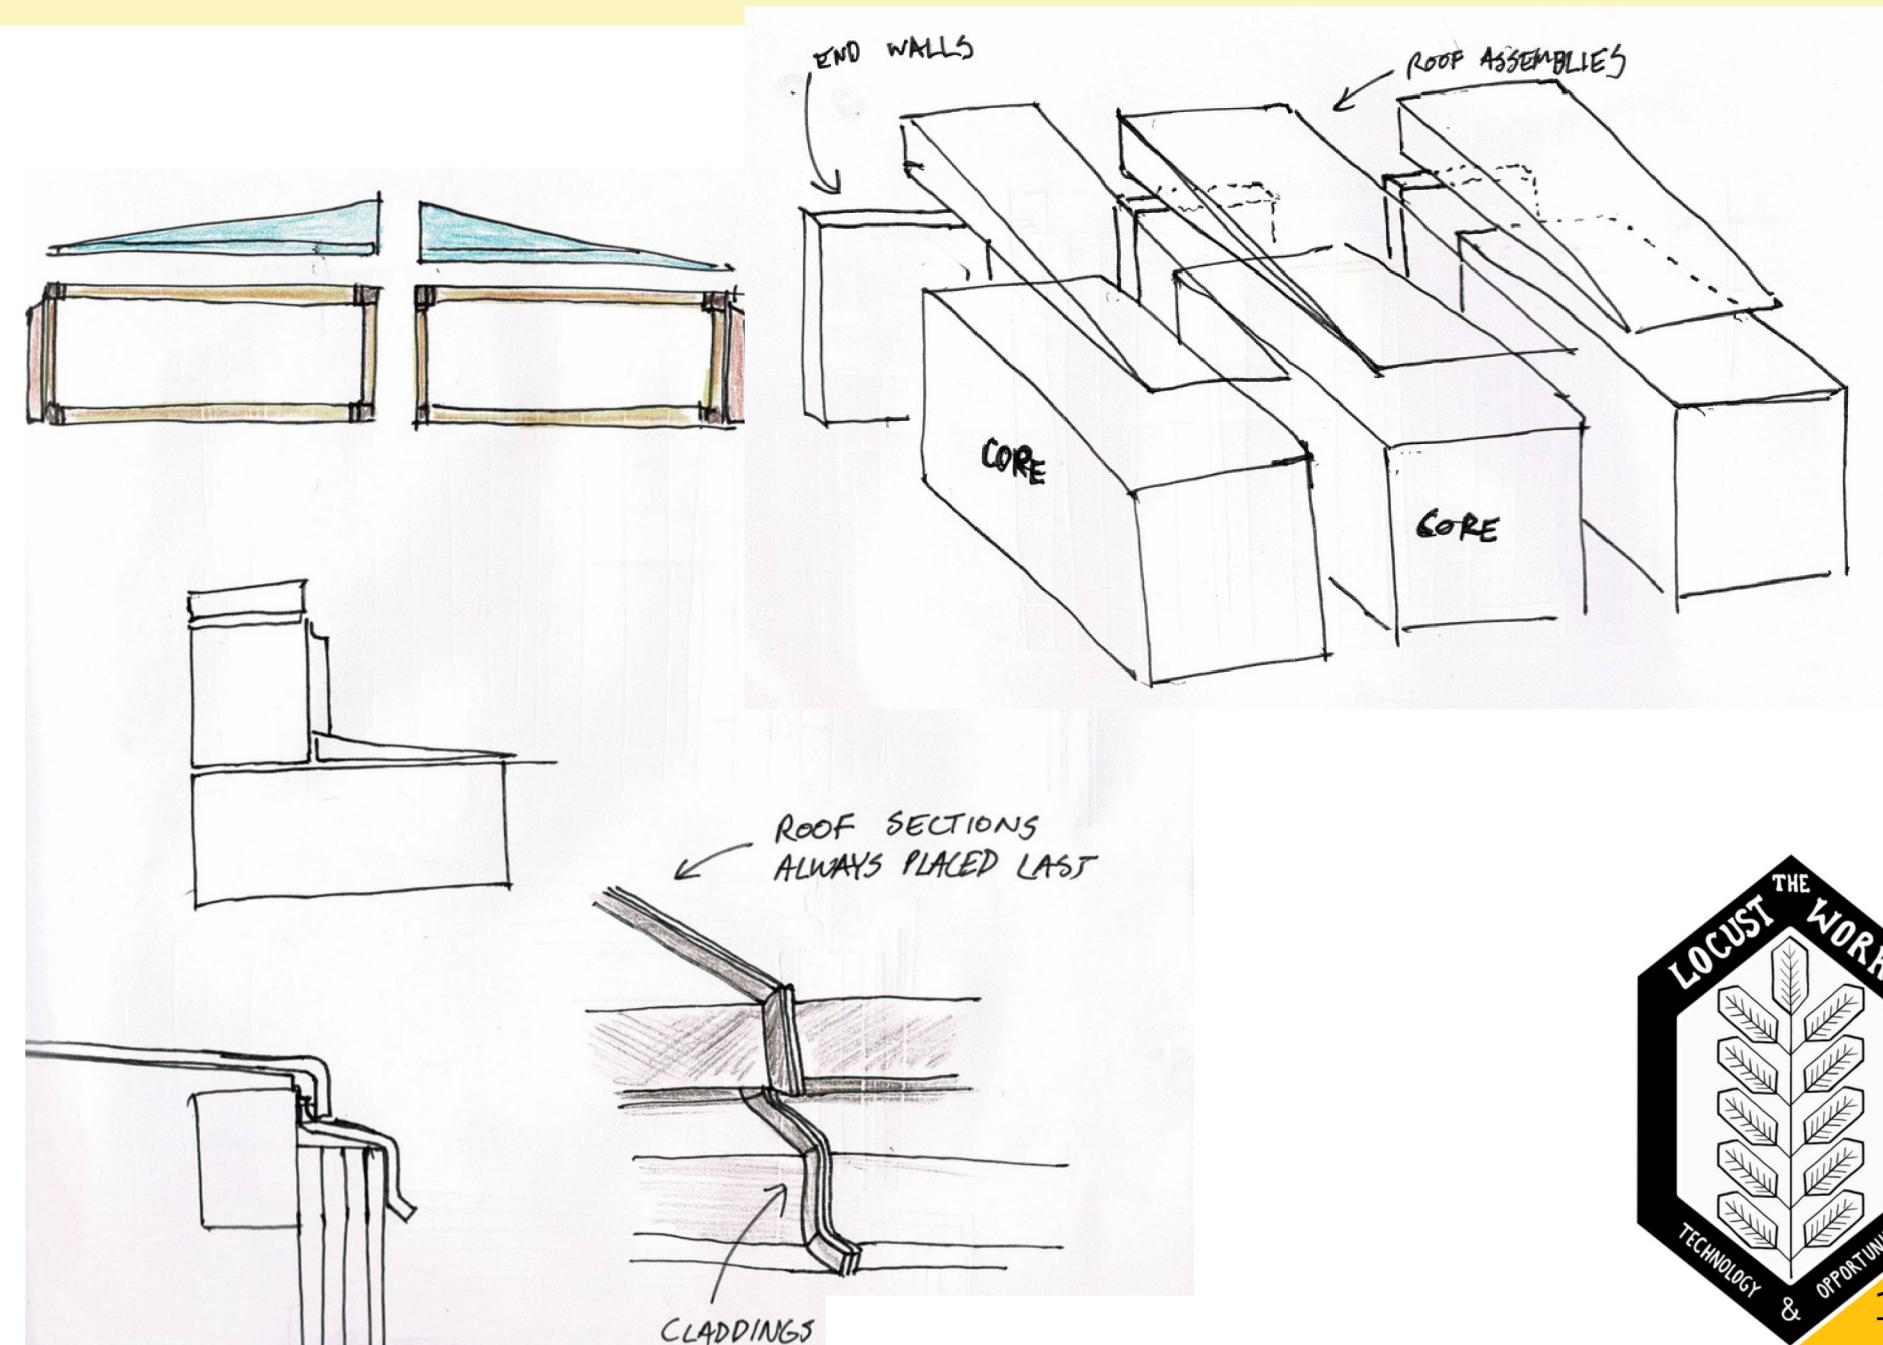 END WALLS
ROOF ASSEMBLIES
CORE
CORE
ROOF SECTIONS
ALWAYS PLACED LAST
CLADDINGS
THE
LOCUST
TECHNOLOGY
&